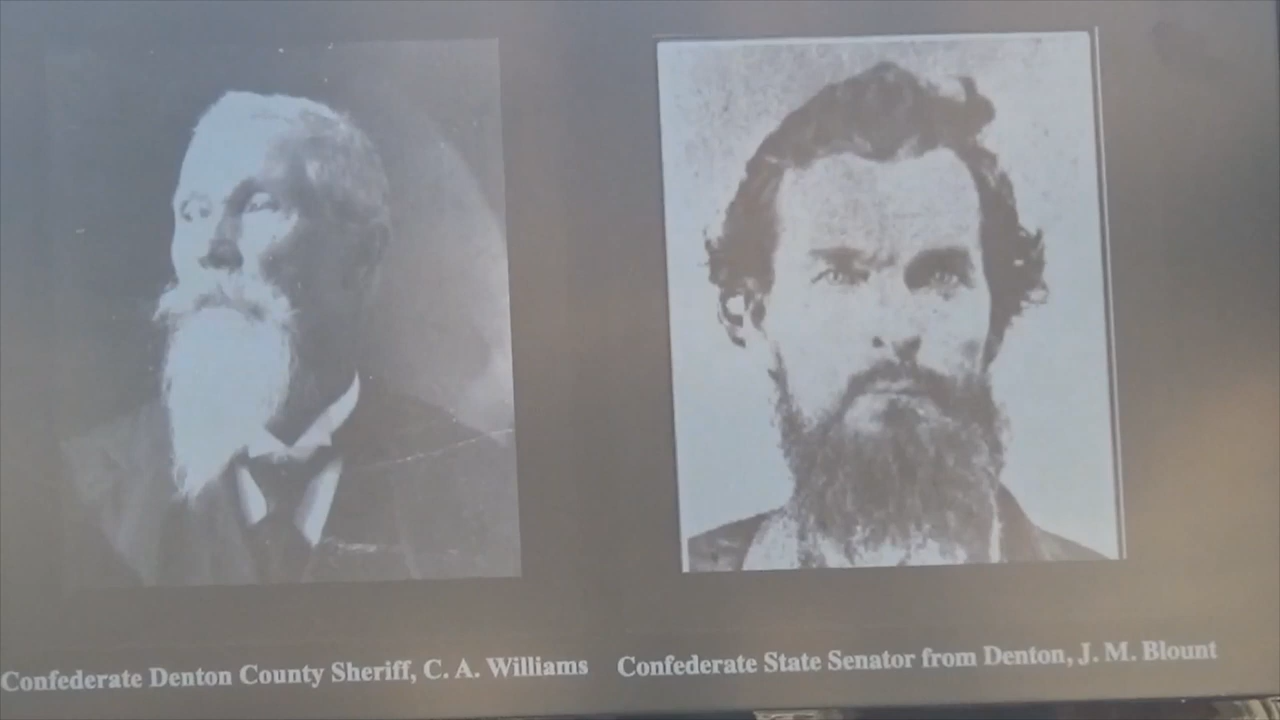 Confederate Denton County Sheriff, C. A. Williams
Confederate State Senator from Denton, J. M. Blount